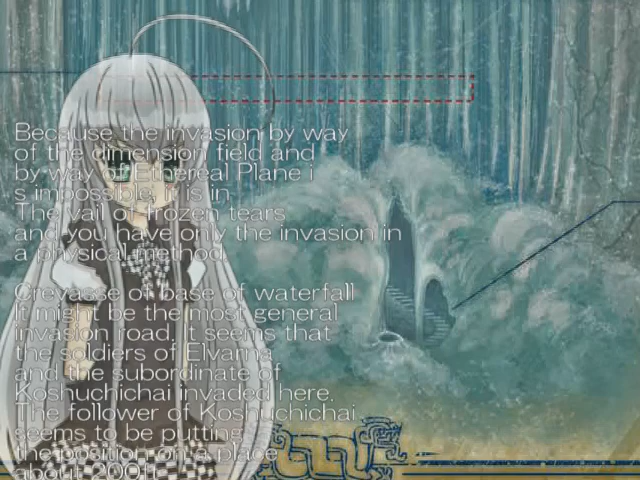 Because the invasion by way
of the dimension field and
by way of Ethereal Plane i
s impossible, it is in
The vail of frozen tears
and you have only the invasion in
a physical method.
Crevasse of base of waterfall
It might be the most general
invasion road. It seems that
the soldiers of Elvanna
and the subordinate of
Koshuchichai invaded here.
The follower of Koshuchichai
seems to be putting
the position on a place
about 200ft